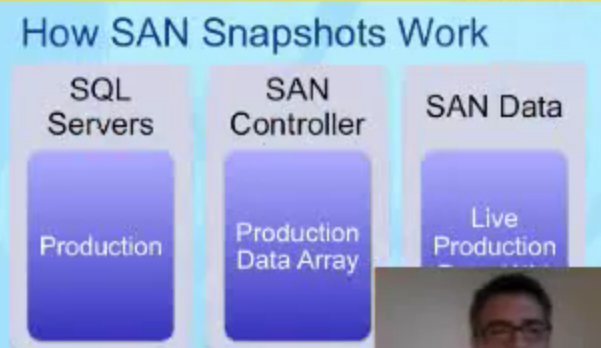 How SAN Snapshots Work
SQL
Servers
SAN
Controller
SAN Data
Production
Production
Data Array
Live
Production